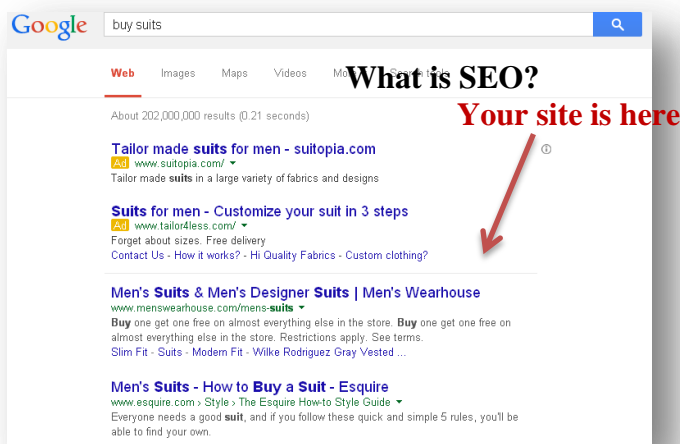 Google buy suits
What is SEO?
Web Images Maps Videos Mo Search tools
Your site is here
About 202,000,000 results (0.21 seconds)
Tailor made suits for men - suitopia.com
Ad www.suitopia.com/
Tailor made suits in a large variety of fabrics and designs
Suits for men - Customize your suit in 3 steps
Ad www.tailor4less.com/
Forget about sizes. Free delivery
Contact Us - How it works? - Hi Quality Fabrics - Custom clothing?
Men's Suits & Men's Designer Suits | Men's Wearhouse
www.menswearhouse.com/mens-suits
Buy one get one free on almost everything else in the store. Buy one get one free on
almost everything else in the store. Restrictions apply. See terms.
Slim Fit - Suits - Modern Fit - Wilke Rodriguez Gray Vested ...
Men's Suits - How to Buy a Suit - Esquire
www.esquire.com › Style › The Esquire How-to Style Guide
Everyone needs a good suit, and if you follow these quick and simple 5 rules, you'll be
able to find your own.